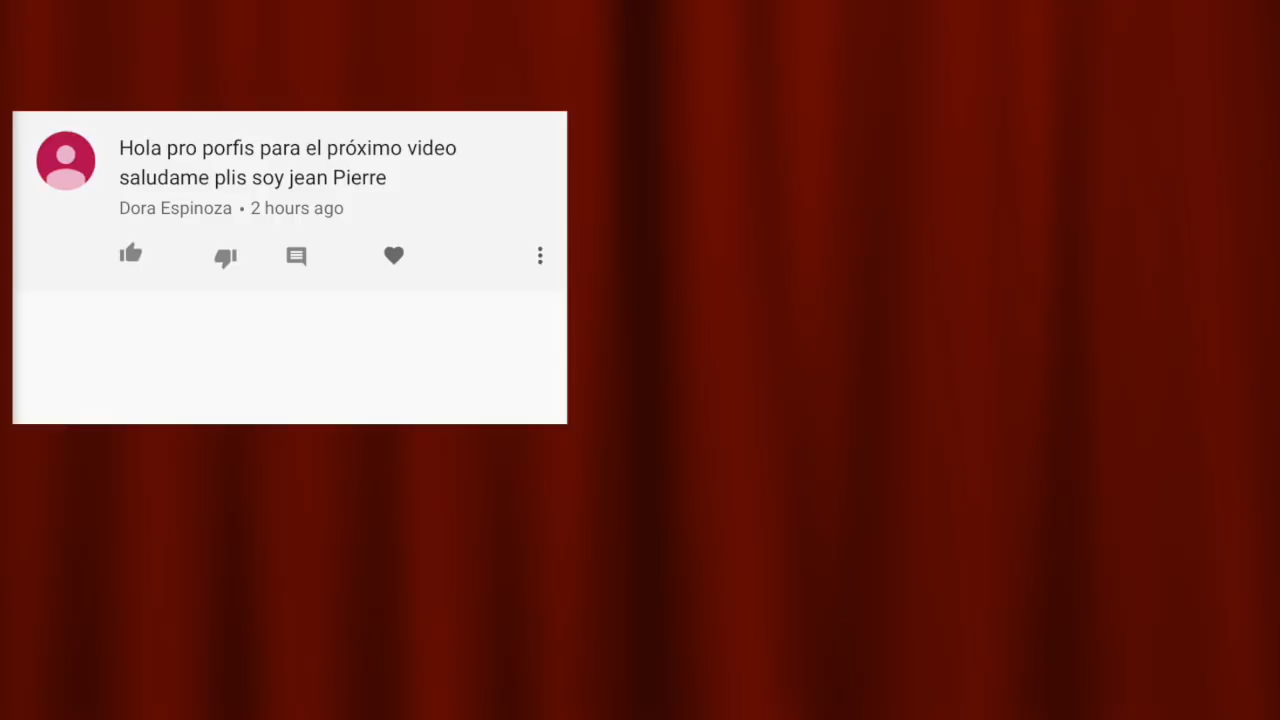 Hola pro porfis para el próximo video
saludame plis soy jean Pierre
Dora Espinoza • 2 hours ago